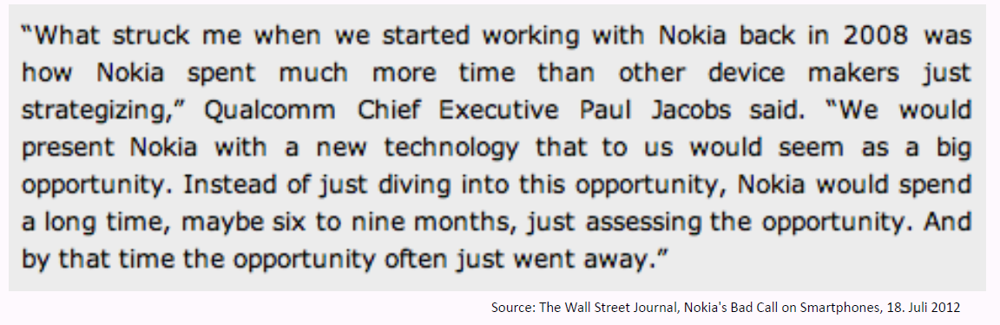 “What struck me when we started working with Nokia back in 2008 was
how Nokia spent much more time than other device makers just
strategizing,” Qualcomm Chief Executive Paul Jacobs said. “We would
present Nokia with a new technology that to us would seem as a big
opportunity. Instead of just diving into this opportunity, Nokia would spend
a long time, maybe six to nine months, just assessing the opportunity. And
by that time the opportunity often just went away.”
Source: The Wall Street Journal, Nokia's Bad Call on Smartphones, 18. Juli 2012